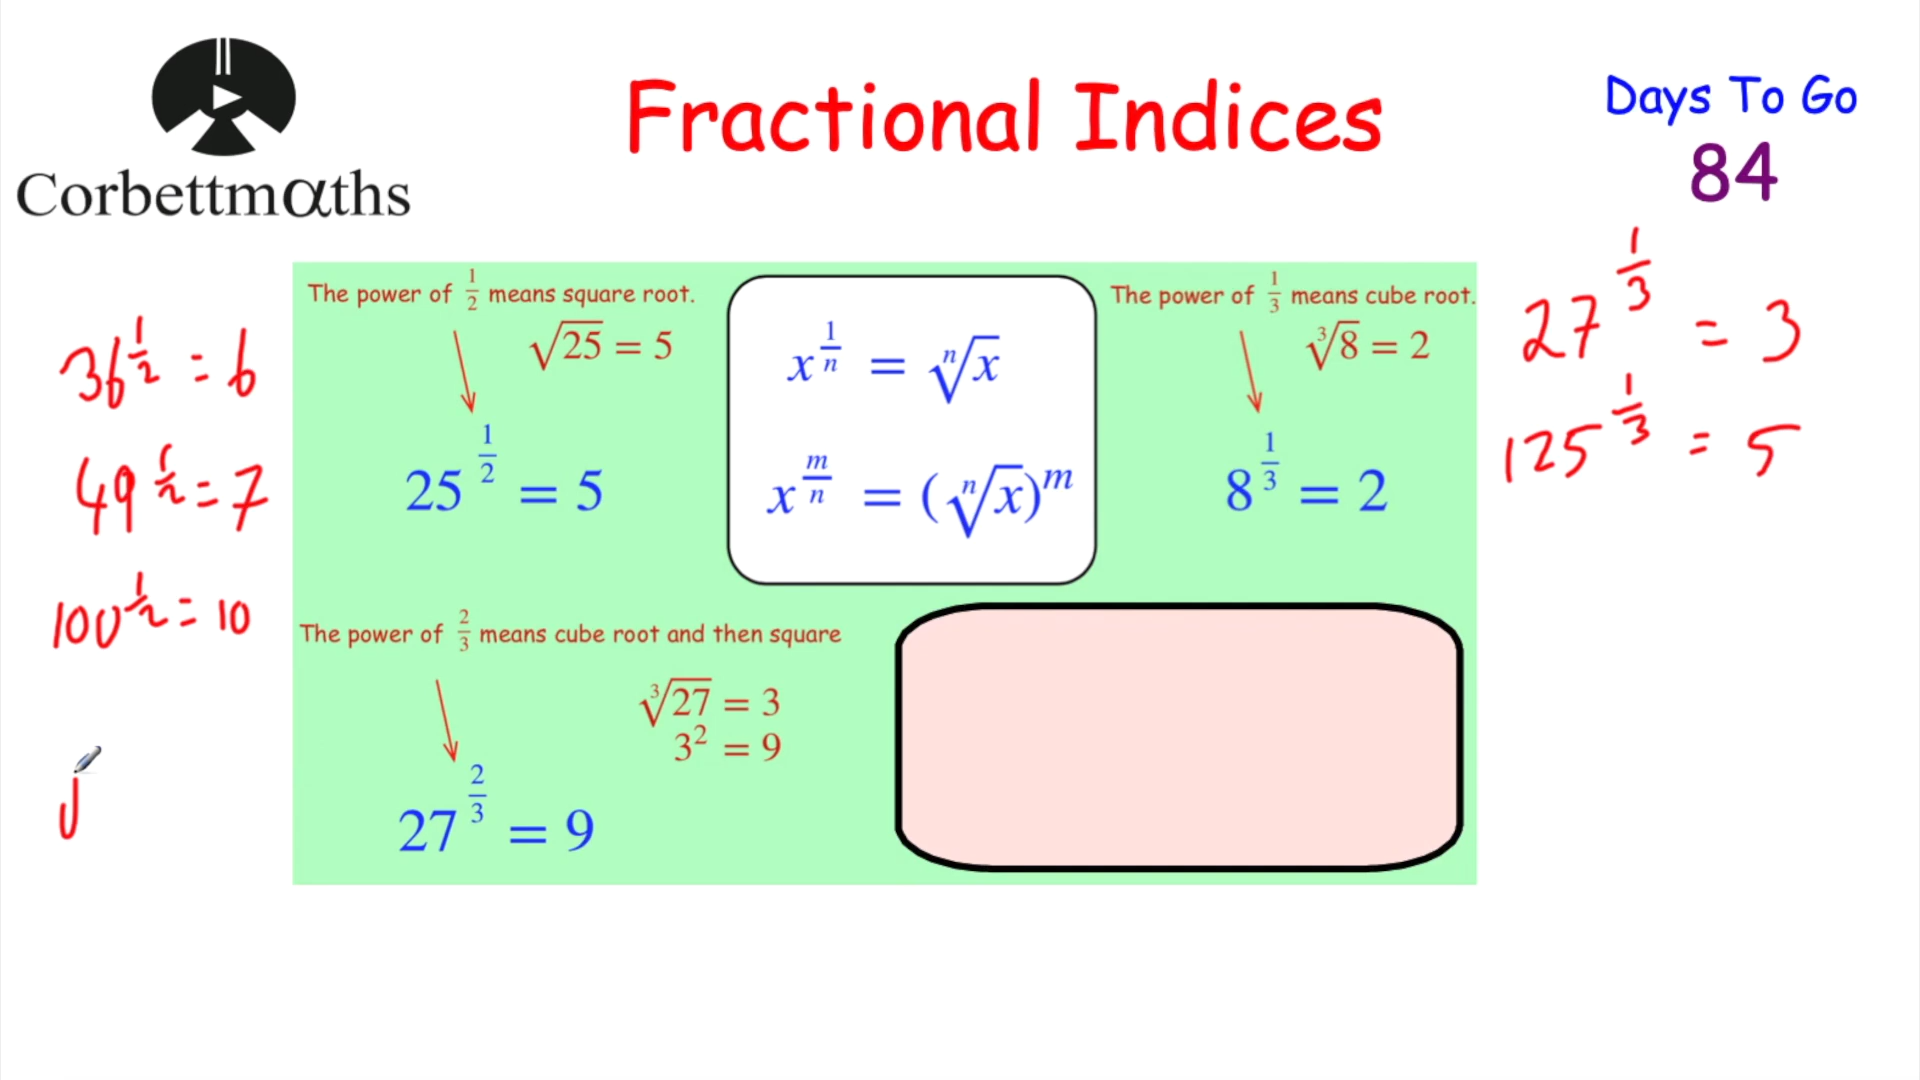 Corbettmαths
Fractional Indices
Days To Go
84
36^(1/2) = 6
49^(1/2) = 7
100^(1/2) = 10
The power of 1/2 means square root.
√25 = 5
25^(1/2) = 5
x^(1/n) = ⁿ√x
x^(m/n) = (ⁿ√x)^m
The power of 1/3 means cube root.
³√8 = 2
8^(1/3) = 2
27^(1/3) = 3
125^(1/3) = 5
The power of 2/3 means cube root and then square
³√27 = 3
3² = 9
27^(2/3) = 9